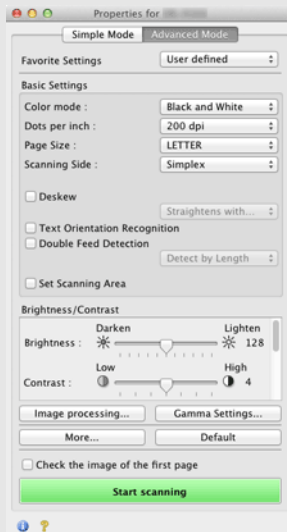 Properties for
Simple Mode Advanced Mode
Favorite Settings User defined
Basic Settings
Color mode : Black and White
Dots per inch : 200 dpi
Page Size : LETTER
Scanning Side : Simplex
Deskew
Straightens with...
Text Orientation Recognition
Double Feed Detection
Detect by Length
Set Scanning Area
Brightness/Contrast
Darken Lighten
Brightness : 128
Low High
Contrast : 4
Image processing... Gamma Settings...
More... Default
Check the image of the first page
Start scanning